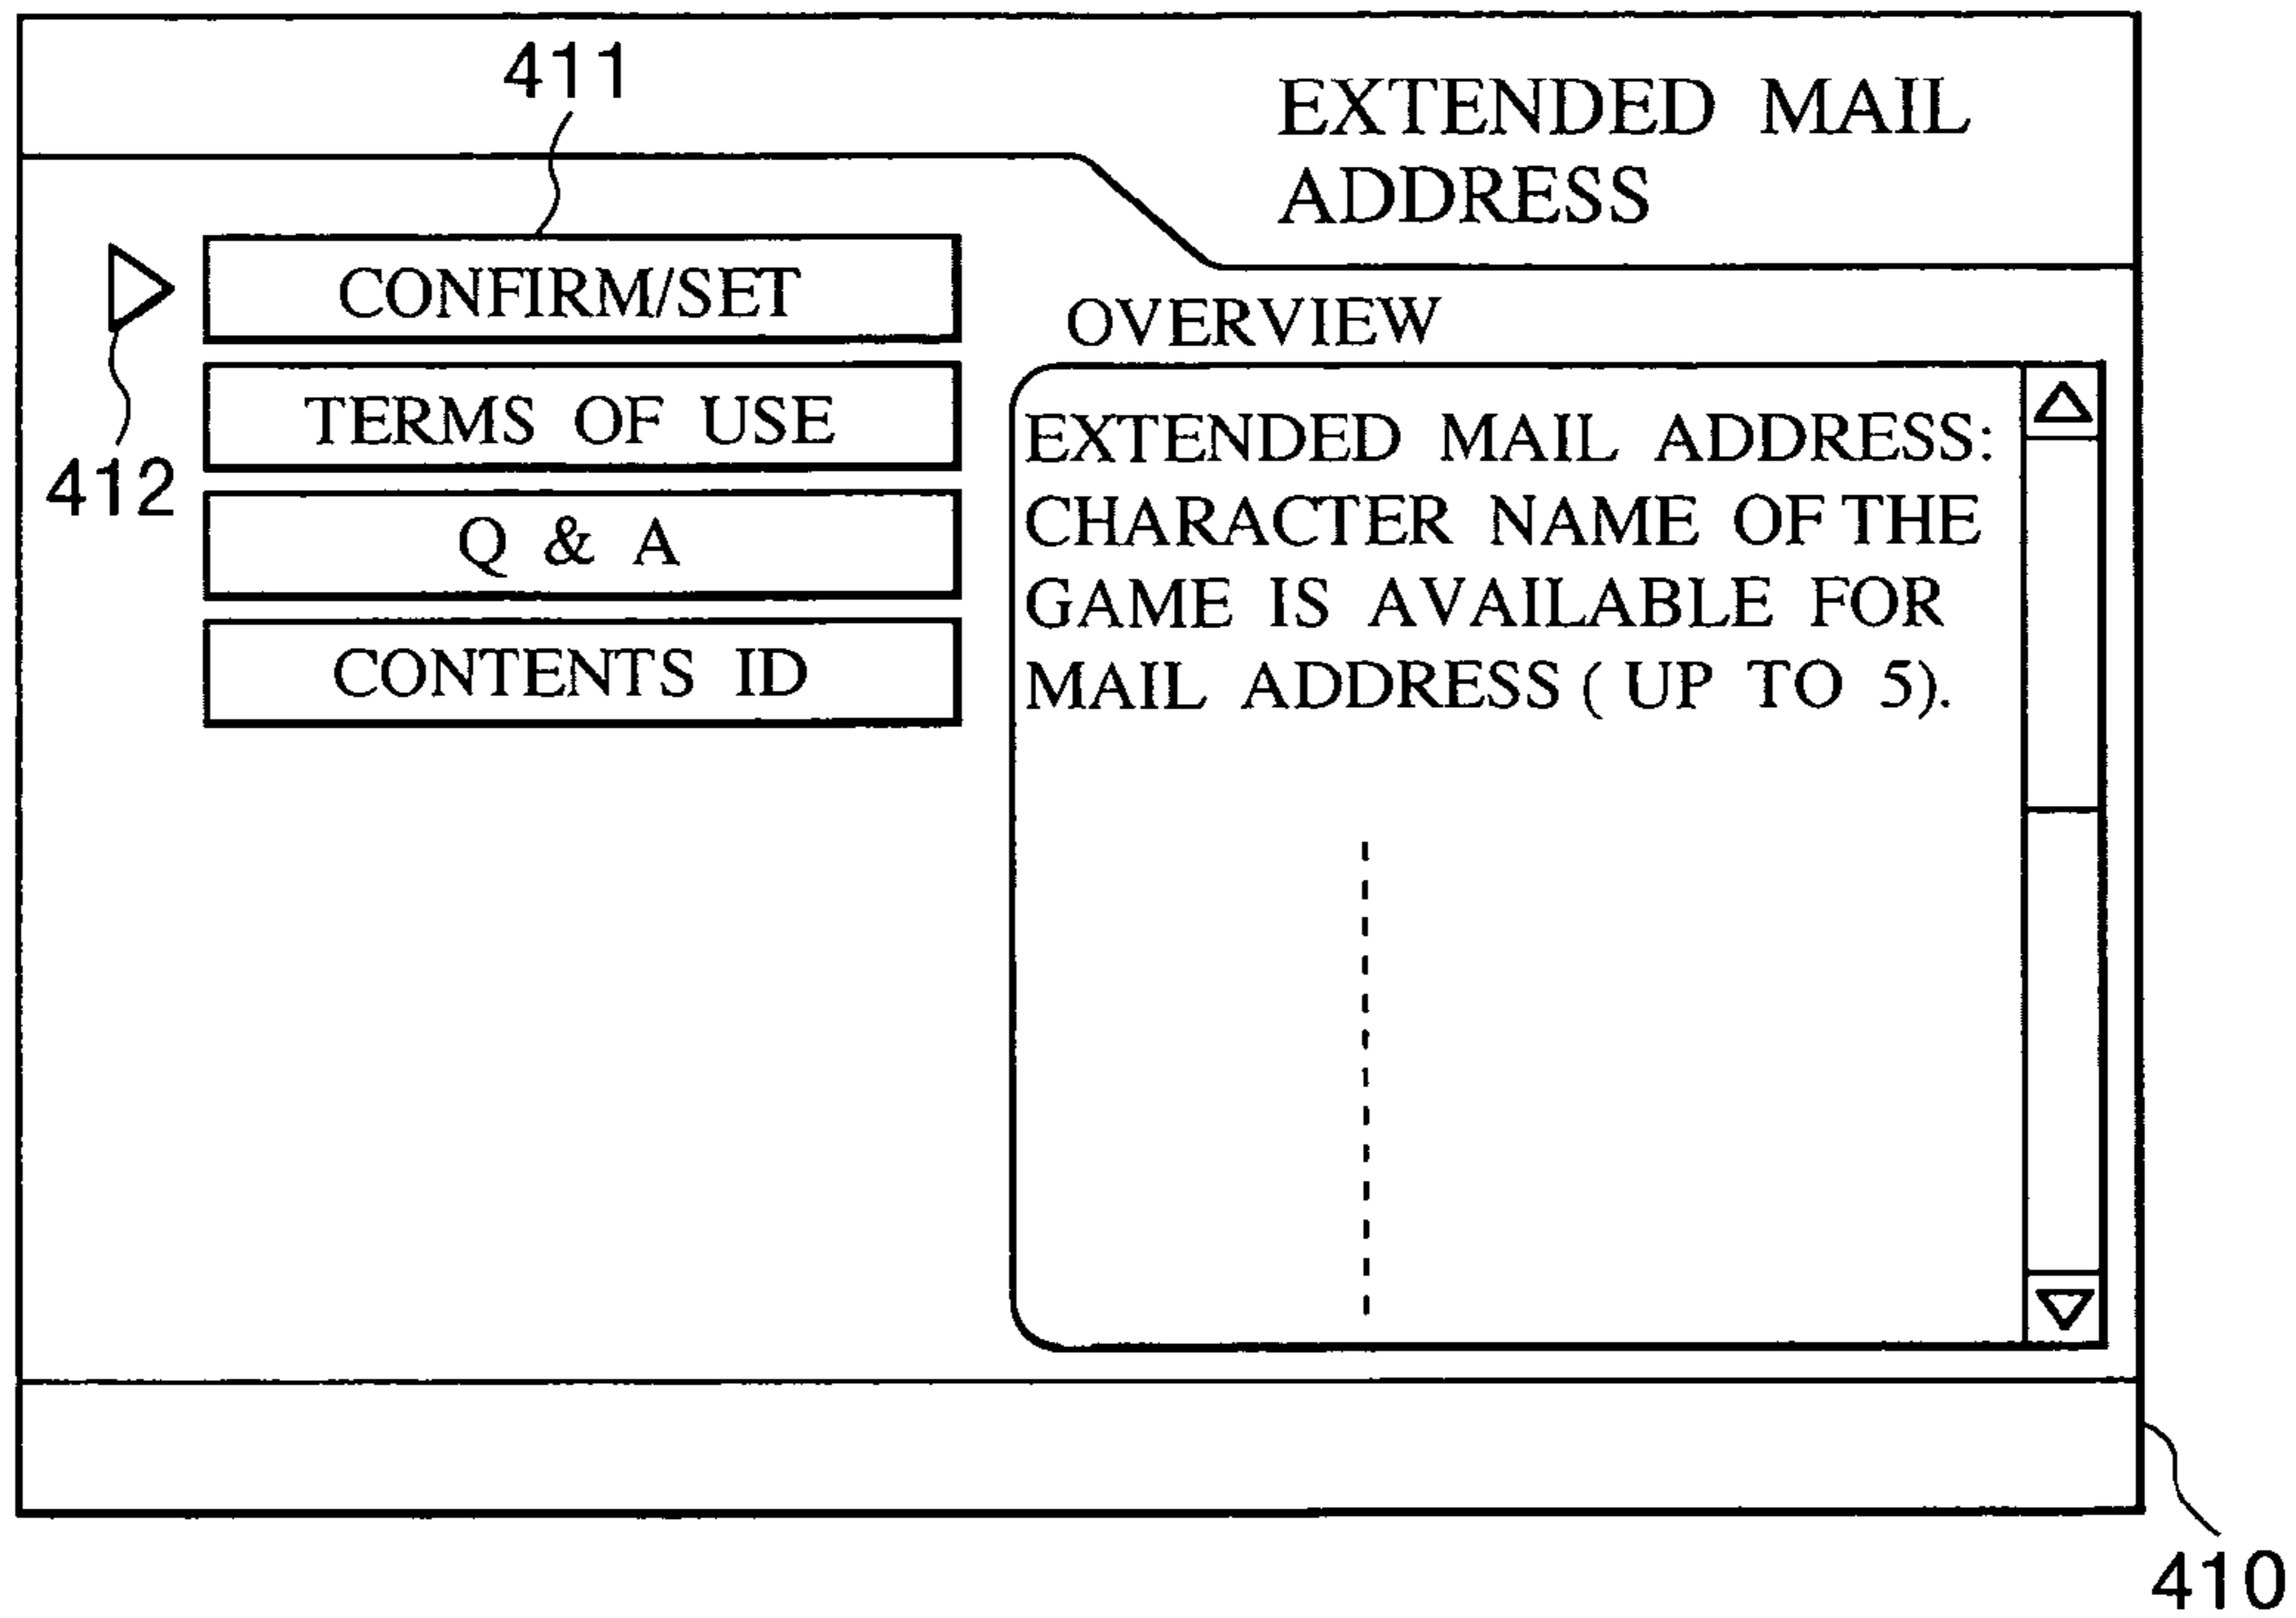 411
EXTENDED MAIL
ADDRESS
CONFIRM/SET
TERMS OF USE
Q & A
CONTENTS ID
412
OVERVIEW
EXTENDED MAIL ADDRESS:
CHARACTER NAME OF THE
GAME IS AVAILABLE FOR
MAIL ADDRESS ( UP TO 5).
410